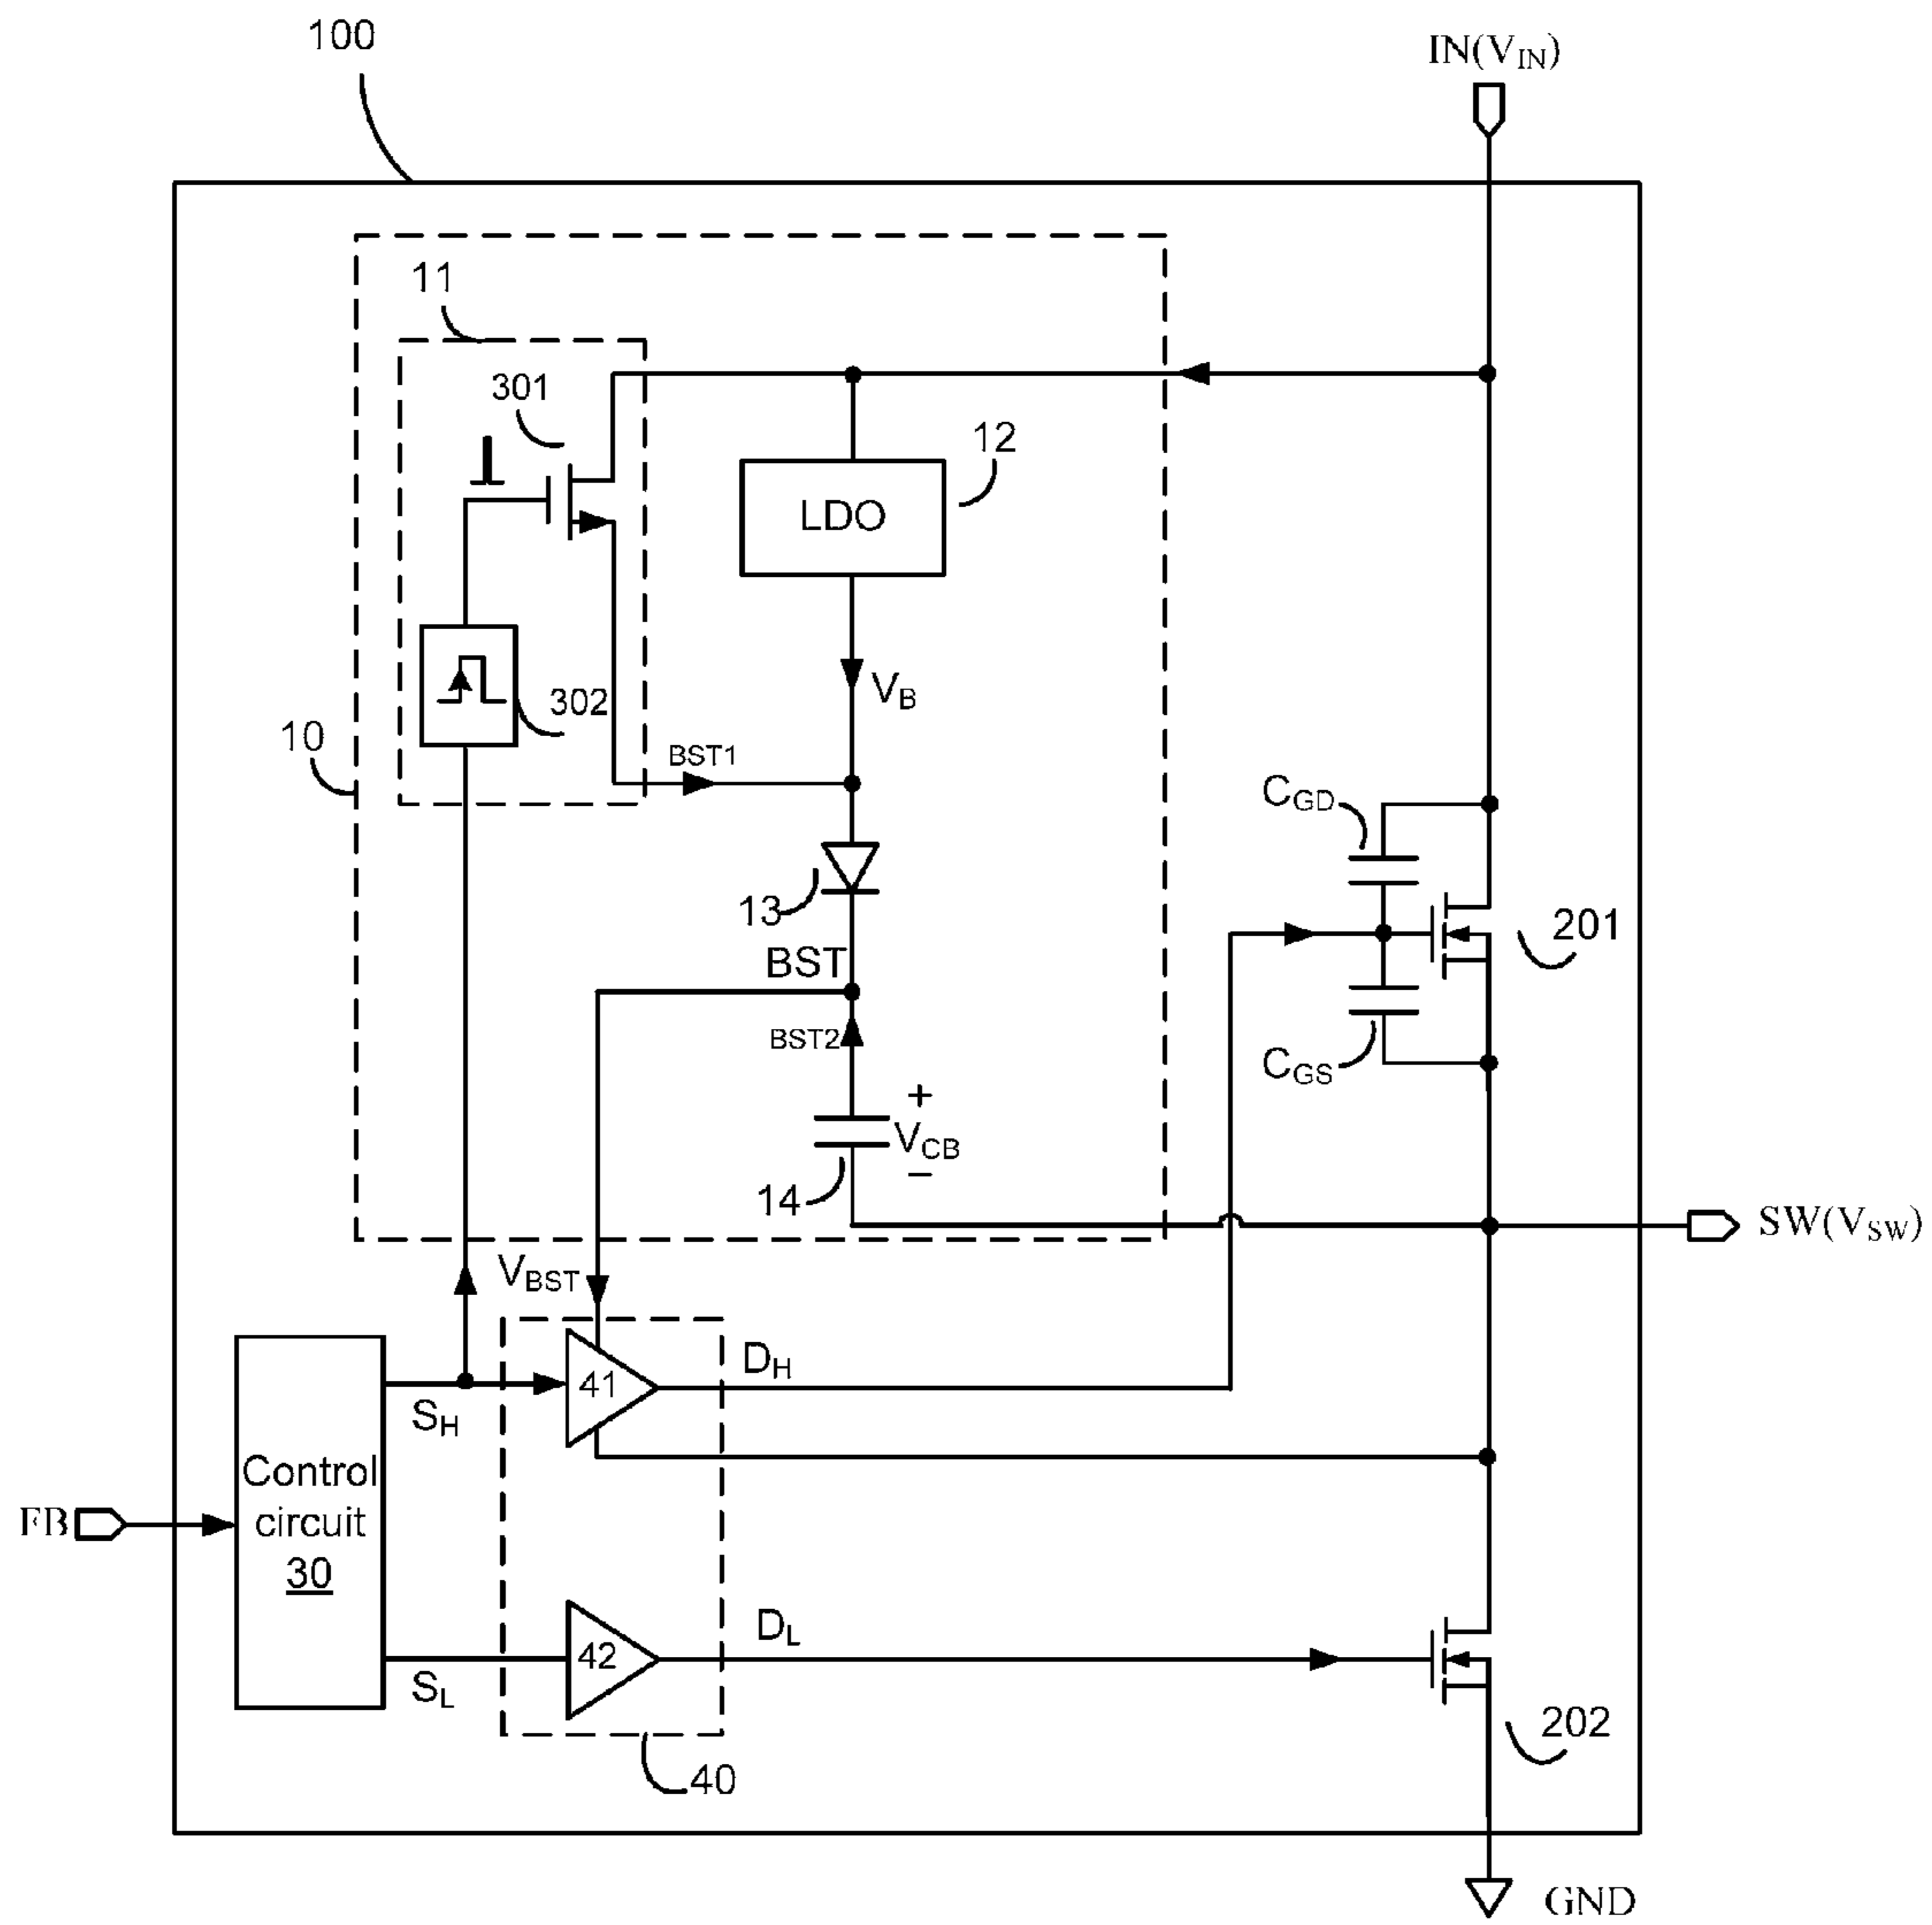 100
IN(VIN)
11
301
12
LDO
VB
302
10
BST1
CGD
13
201
BST
BST2
CGS
+
VCB
−
14
SW(VSW)
VBST
DH
41
SH
Control
circuit
30
FB
DL
42
SL
202
40
GND